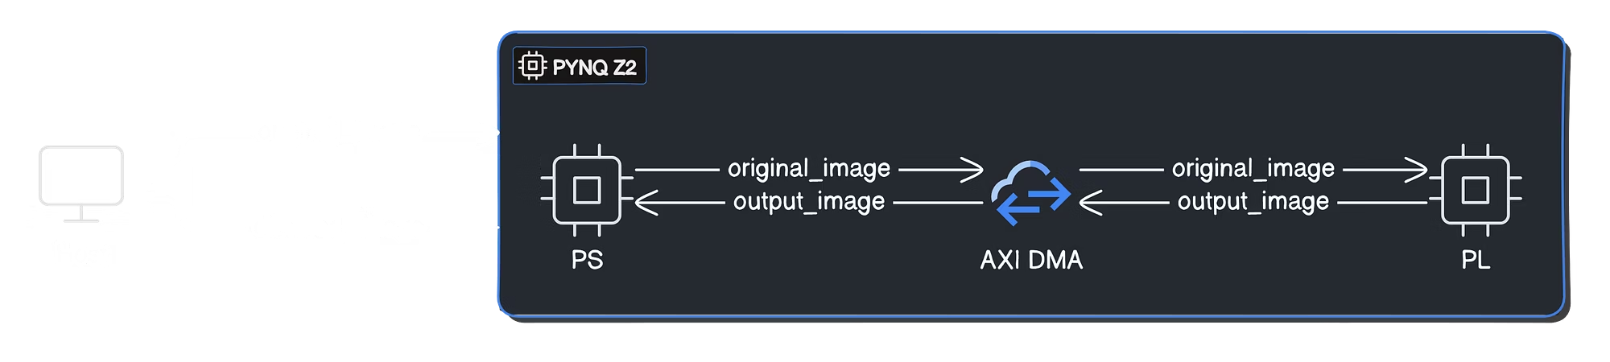 PYNQ Z2
original_image
original_image
output_image
output_image
PS
AXI DMA
PL